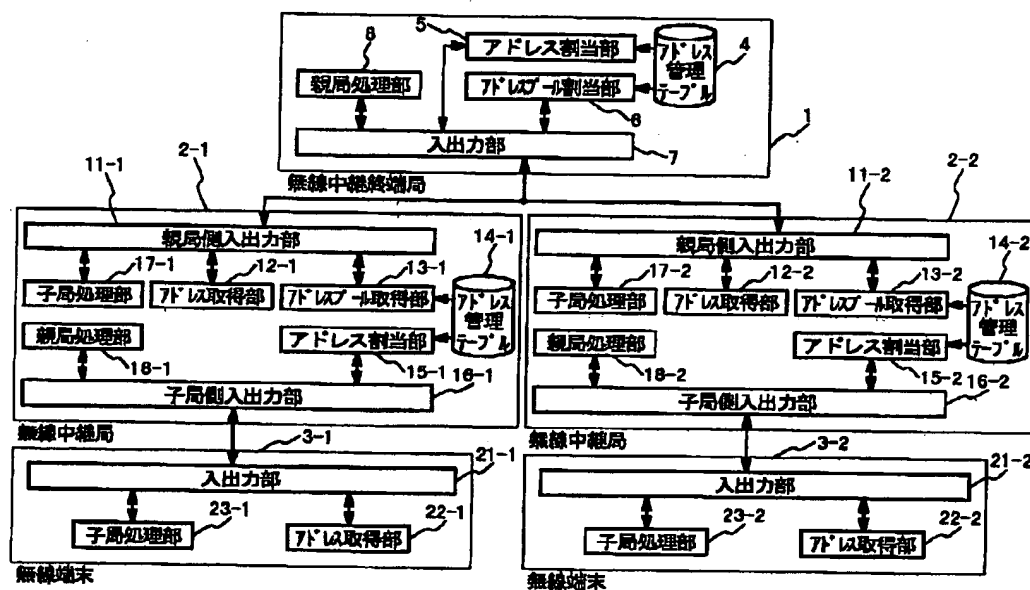 8
5
アドレス割当部
アドレス
管理
テーブル
4
親局処理部
アドレスプール割当部
6
1
入出力部
7
無線中継終端局
2-1
2-2
11-1
11-2
親局側入出力部
14-1
17-1
12-1
13-1
子局処理部
アドレス取得部
アドレスプール取得部
アドレス
管理
テーブル
親局処理部
アドレス割当部
18-1
15-1
16-1
子局側入出力部
無線中継局
親局側入出力部
14-2
17-2
12-2
13-2
子局処理部
アドレス取得部
アドレスプール取得部
アドレス
管理
テーブル
親局処理部
アドレス割当部
18-2
15-2
16-2
子局側入出力部
無線中継局
3-1
21-1
入出力部
23-1
22-1
子局処理部
アドレス取得部
無線端末
3-2
21-2
入出力部
23-2
22-2
子局処理部
アドレス取得部
無線端末